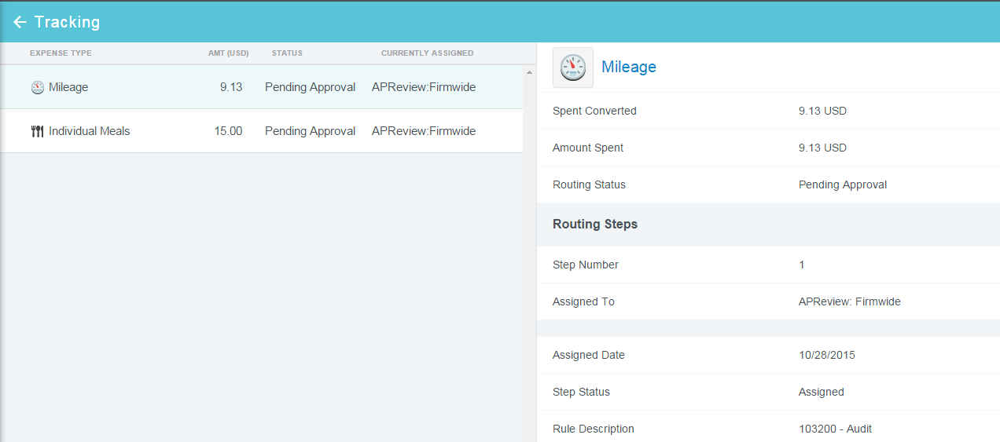 Tracking
EXPENSE TYPE AMT (USD) STATUS CURRENTLY ASSIGNED
Mileage 9.13 Pending Approval APReview:Firmwide
Individual Meals 15.00 Pending Approval APReview:Firmwide
Mileage
Spent Converted 9.13 USD
Amount Spent 9.13 USD
Routing Status Pending Approval
Routing Steps
Step Number 1
Assigned To APReview: Firmwide
Assigned Date 10/28/2015
Step Status Assigned
Rule Description 103200 - Audit